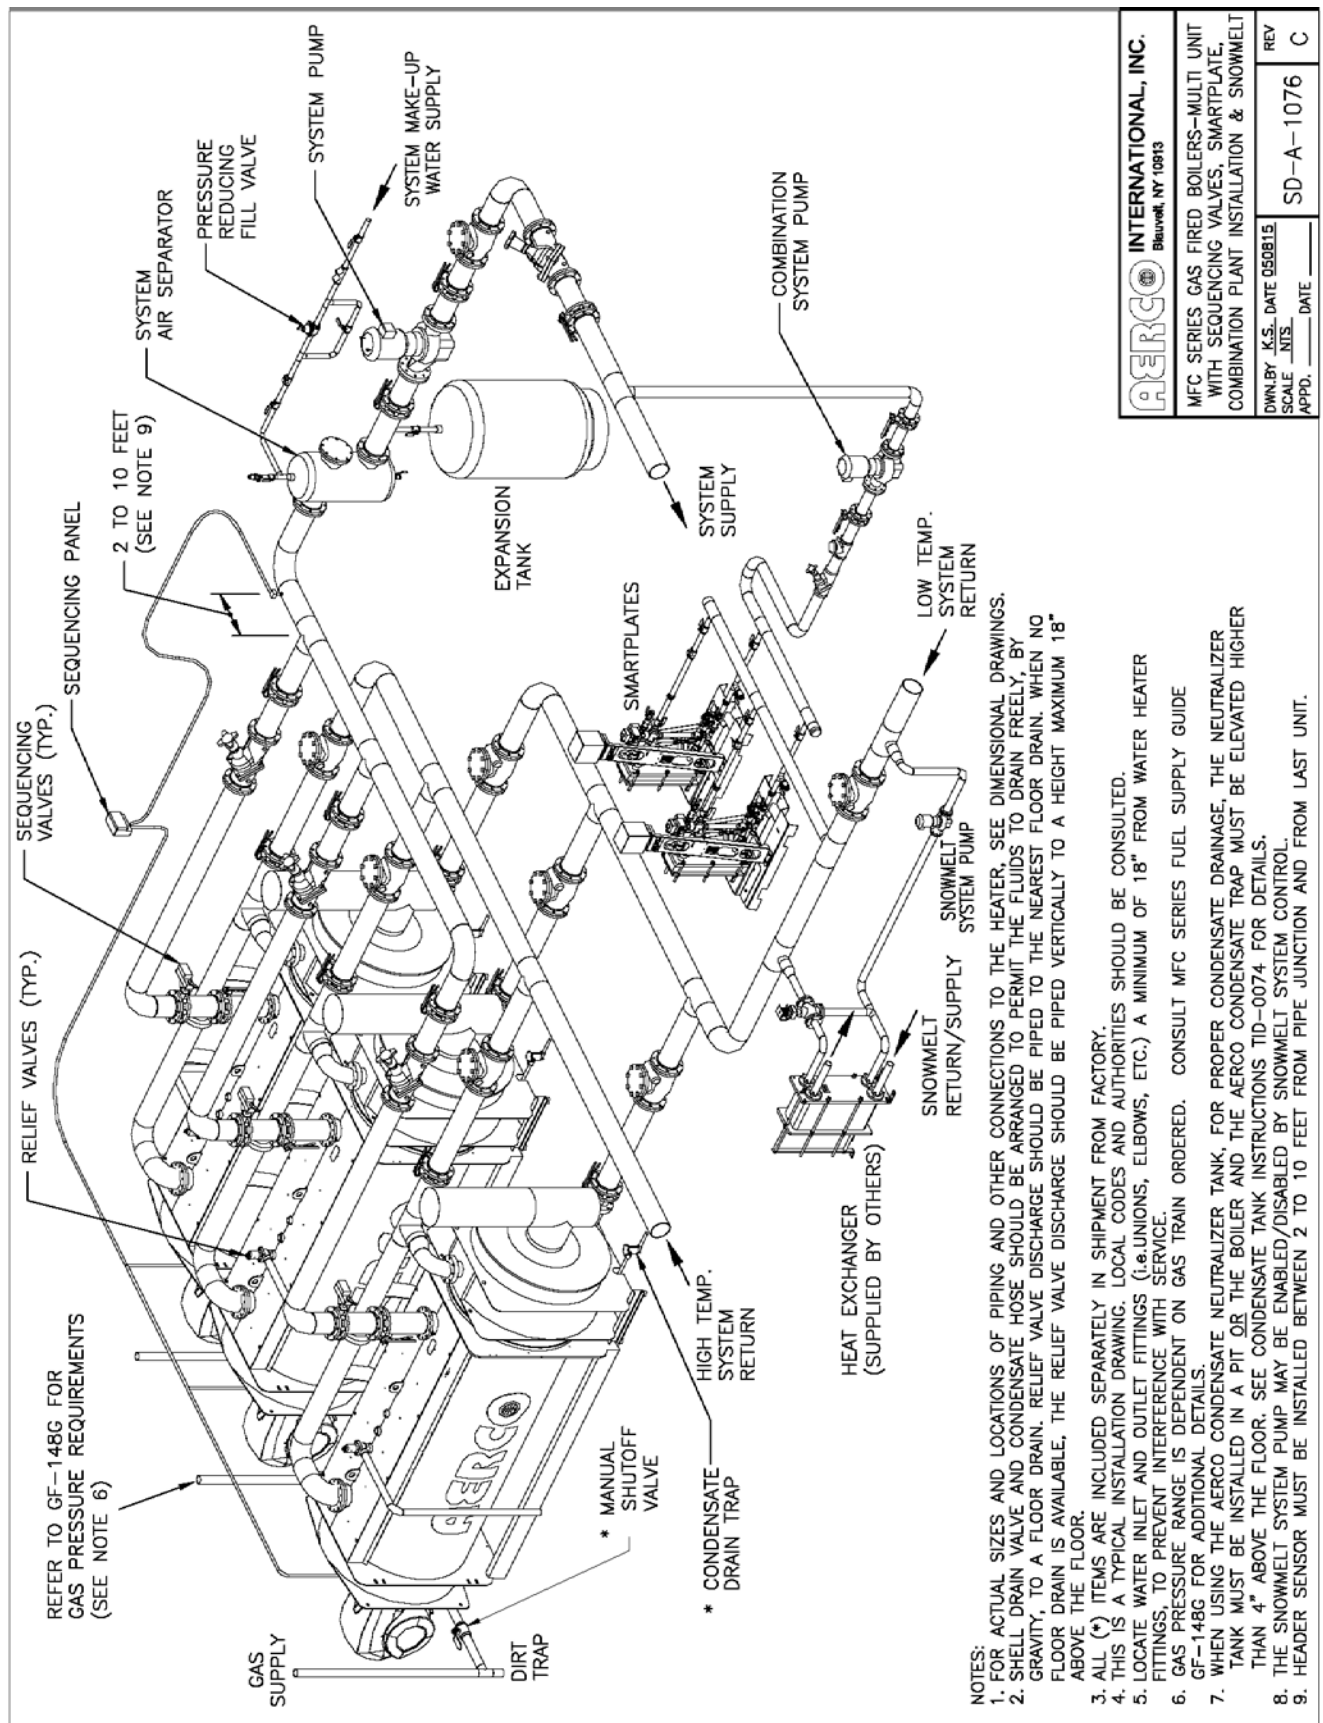 RELIEF VALVES (TYP.)
SEQUENCING
VALVES (TYP.)
SEQUENCING PANEL
2 TO 10 FEET
(SEE NOTE 9)
SYSTEM
AIR SEPARATOR
PRESSURE
REDUCING
FILL VALVE
SYSTEM PUMP
SYSTEM MAKE-UP
WATER SUPPLY
REFER TO GF-148G FOR
GAS PRESSURE REQUIREMENTS
(SEE NOTE 6)
GAS
SUPPLY
DIRT
TRAP
* MANUAL
SHUTOFF
VALVE
* CONDENSATE
DRAIN TRAP
AERCO
HIGH TEMP.
SYSTEM
RETURN
EXPANSION
TANK
SYSTEM
SUPPLY
COMBINATION
SYSTEM PUMP
SMARTPLATES
LOW TEMP.
SYSTEM
RETURN
SNOWMELT
SYSTEM PUMP
SNOWMELT
RETURN/SUPPLY
HEAT EXCHANGER
(SUPPLIED BY OTHERS)
NOTES:
1. FOR ACTUAL SIZES AND LOCATIONS OF PIPING AND OTHER CONNECTIONS TO THE HEATER, SEE DIMENSIONAL DRAWINGS.
2. SHELL DRAIN VALVE AND CONDENSATE HOSE SHOULD BE ARRANGED TO PERMIT THE FLUIDS TO DRAIN FREELY, BY
GRAVITY, TO A FLOOR DRAIN. RELIEF VALVE DISCHARGE SHOULD BE PIPED TO THE NEAREST FLOOR DRAIN. WHEN NO
FLOOR DRAIN IS AVAILABLE, THE RELIEF VALVE DISCHARGE SHOULD BE PIPED VERTICALLY TO A HEIGHT MAXIMUM 18"
ABOVE THE FLOOR.
3. ALL (*) ITEMS ARE INCLUDED SEPARATELY IN SHIPMENT FROM FACTORY.
4. THIS IS A TYPICAL INSTALLATION DRAWING. LOCAL CODES AND AUTHORITIES SHOULD BE CONSULTED.
5. LOCATE WATER INLET AND OUTLET FITTINGS (i.e.UNIONS, ELBOWS, ETC.) A MINIMUM OF 18" FROM WATER HEATER
FITTINGS, TO PREVENT INTERFERENCE WITH SERVICE.
6. GAS PRESSURE RANGE IS DEPENDENT ON GAS TRAIN ORDERED. CONSULT MFC SERIES FUEL SUPPLY GUIDE
GF-148G FOR ADDITIONAL DETAILS.
7. WHEN USING THE AERCO CONDENSATE NEUTRALIZER TANK, FOR PROPER CONDENSATE DRAINAGE, THE NEUTRALIZER
TANK MUST BE INSTALLED IN A PIT OR THE BOILER AND THE AERCO CONDENSATE TRAP MUST BE ELEVATED HIGHER
THAN 4" ABOVE THE FLOOR. SEE CONDENSATE TANK INSTRUCTIONS TID-0074 FOR DETAILS.
8. THE SNOWMELT SYSTEM PUMP MAY BE ENABLED/DISABLED BY SNOWMELT SYSTEM CONTROL.
9. HEADER SENSOR MUST BE INSTALLED BETWEEN 2 TO 10 FEET FROM PIPE JUNCTION AND FROM LAST UNIT.
AERCO INTERNATIONAL, INC.
Blauvelt, NY 10913
MFC SERIES GAS FIRED BOILERS-MULTI UNIT
WITH SEQUENCING VALVES, SMARTPLATE,
COMBINATION PLANT INSTALLATION & SNOWMELT
DWN.BY K.S. DATE 050815
SCALE NTS
APPD. DATE
SD-A-1076
REV
C